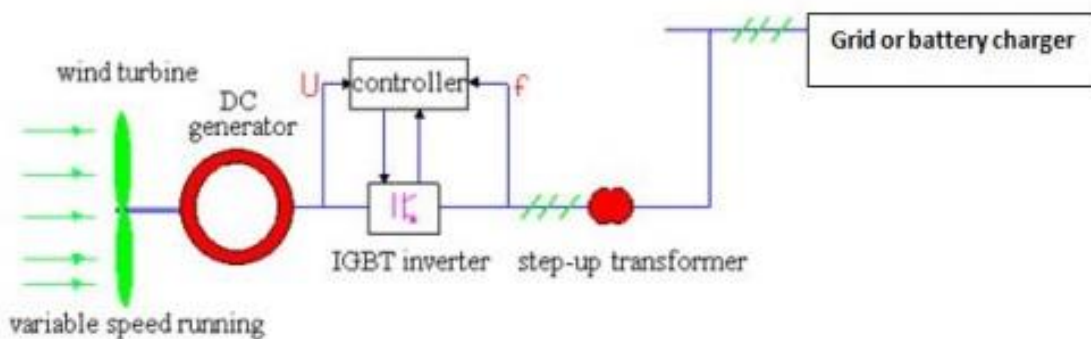 wind turbine
DC
generator
U
controller
f
Grid or battery charger
IGBT inverter
step-up transformer
variable speed running